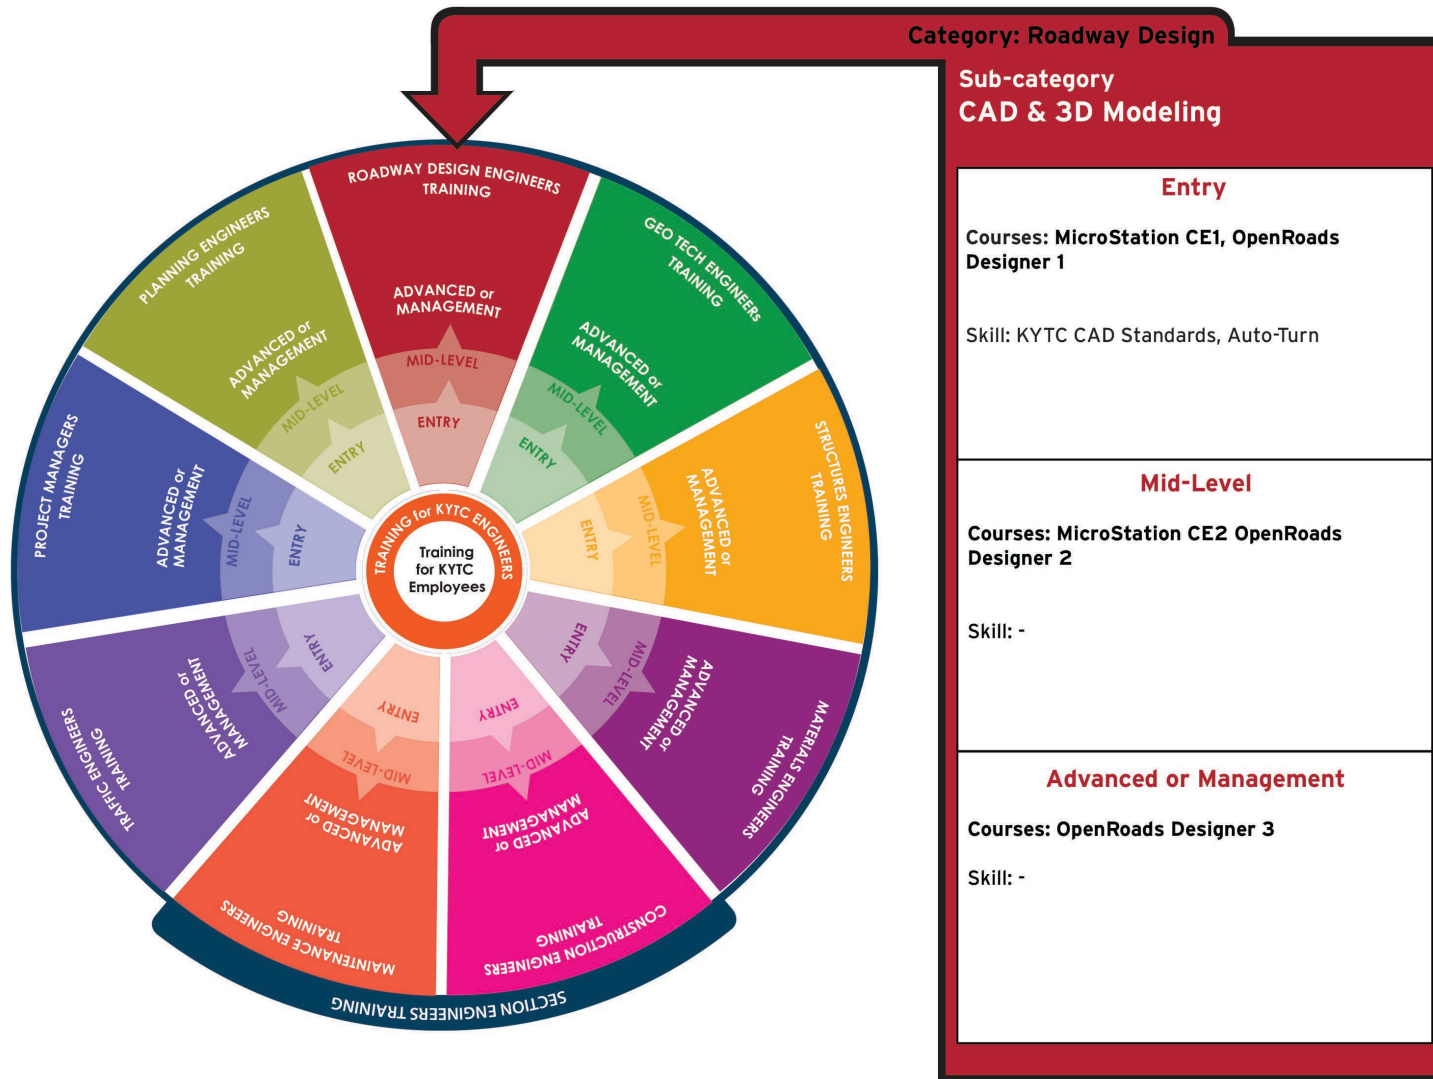 Category: Roadway Design
Sub-category
CAD & 3D Modeling
Entry
Courses: MicroStation CE1, OpenRoads
Designer 1
Skill: KYTC CAD Standards, Auto-Turn
Mid-Level
Courses: MicroStation CE2 OpenRoads
Designer 2
Skill: -
Advanced or Management
Courses: OpenRoads Designer 3
Skill: -
ROADWAY DESIGN ENGINEERS
TRAINING
ADVANCED or
MANAGEMENT
MID-LEVEL
ENTRY
GEO TECH ENGINEERs
TRAINING
ADVANCED or
MANAGEMENT
MID-LEVEL
ENTRY
STRUCTURES ENGINEERS
TRAINING
ADVANCED or
MANAGEMENT
MID-LEVEL
ENTRY
MATERIALS ENGINEERS
TRAINING
ADVANCED or
MANAGEMENT
MID-LEVEL
ENTRY
CONSTRUCTION ENGINEERS
TRAINING
ADVANCED or
MANAGEMENT
MID-LEVEL
ENTRY
MAINTENANCE ENGINEERS
TRAINING
ADVANCED or
MANAGEMENT
MID-LEVEL
ENTRY
SECTION ENGINEERS TRAINING
TRAFFIC ENGINEERS
TRAINING
ADVANCED or
MANAGEMENT
MID-LEVEL
ENTRY
PROJECT MANAGERS
TRAINING
ADVANCED or
MANAGEMENT
MID-LEVEL
ENTRY
PLANNING ENGINEERS
TRAINING
ADVANCED or
MANAGEMENT
MID-LEVEL
ENTRY
TRAINING for KYTC ENGINEERS
Training
for KYTC
Employees